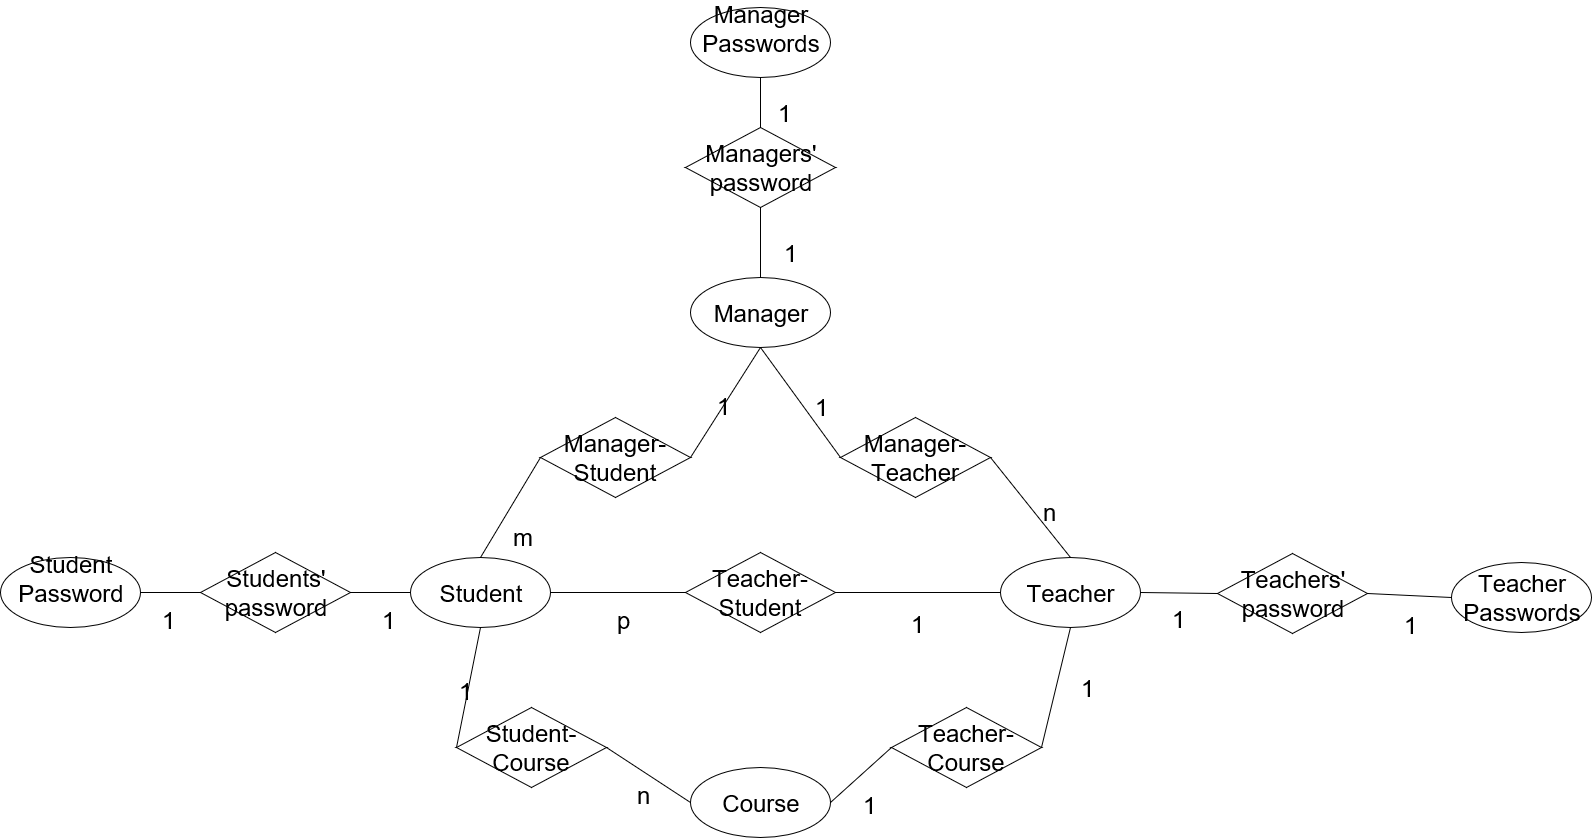 Manager
Passwords
1
Managers'
password
1
Manager
1
1
Manager-
Student
Manager-
Teacher
m
n
Student
Password
1
Students'
password
1
Student
p
Teacher-
Student
1
Teacher
1
Teachers'
password
1
Teacher
Passwords
1
1
Student-
Course
Teacher-
Course
n
Course
1